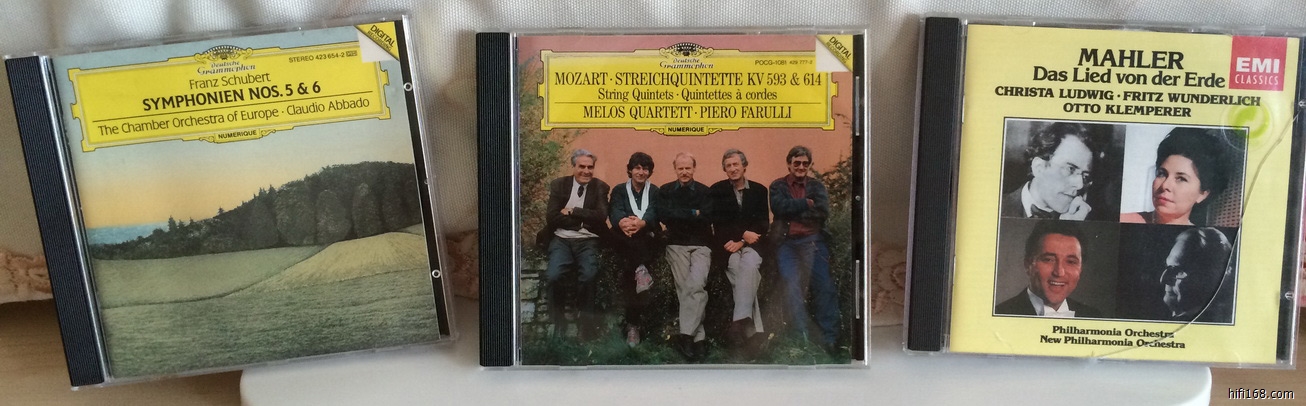 Deutsche
Grammophon
STEREO 423 654-2
DIGITAL
RECORDING
Franz Schubert
SYMPHONIEN NOS. 5 & 6
The Chamber Orchestra of Europe · Claudio Abbado
NUMERIQUE
Deutsche
Grammophon
POCG-1081 429 777-2
DIGITAL
RECORDING
MOZART · STREICHQUINTETTE KV 593 & 614
String Quintets · Quintettes à cordes
MELOS QUARTETT · PIERO FARULLI
NUMERIQUE
MAHLER
Das Lied von der Erde
CHRISTA LUDWIG · FRITZ WUNDERLICH
OTTO KLEMPERER
EMI
CLASSICS
Philharmonia Orchestra
New Philharmonia Orchestra
hifi168.com